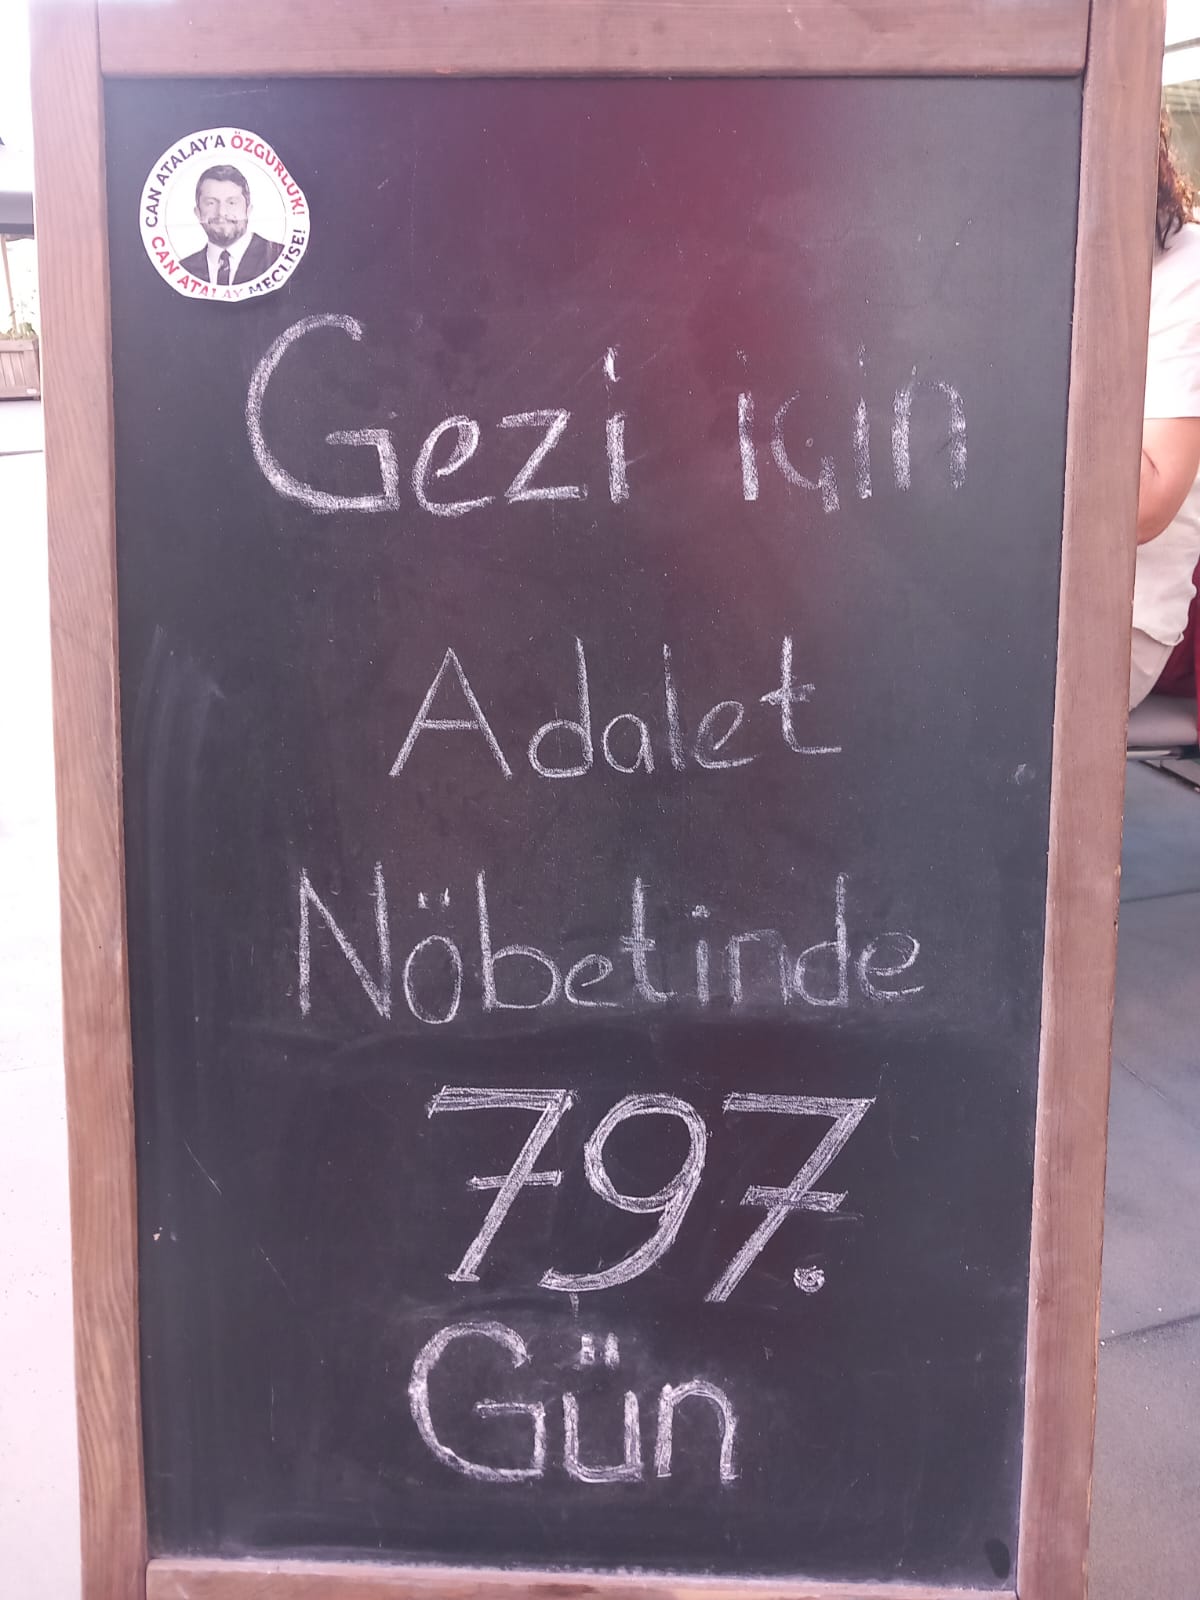 CAN ATALAY'A ÖZGÜRLÜK!
CAN ATALAY MECLİSE!
Gezi için
Adalet
Nöbetinde
797.
Gün